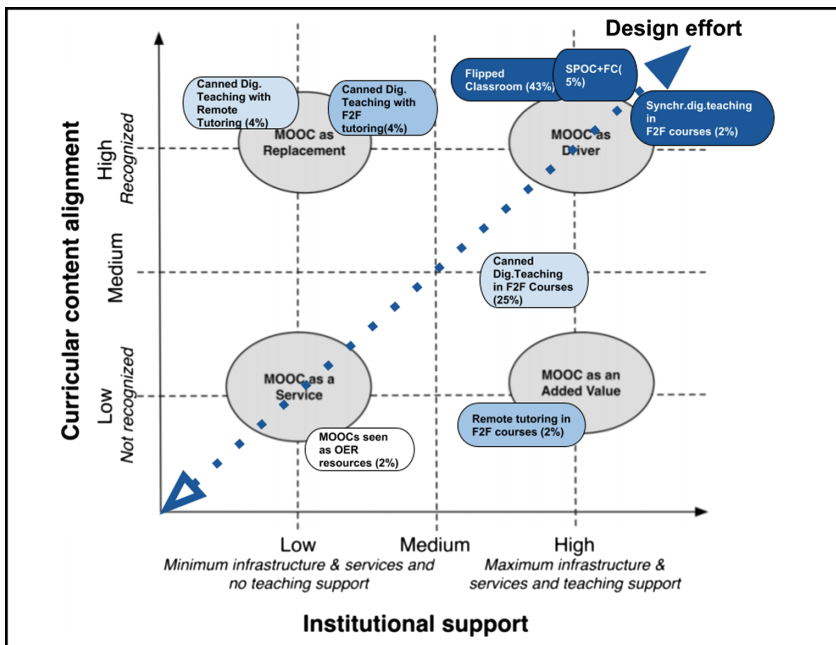 Design effort
Flipped
Classroom (43%)
SPOC+FC(
5%)
Synchr.dig.teaching
in
F2F courses (2%)
Canned Dig.
Teaching with
Remote
Tutoring (4%)
Canned Dig.
Teaching with
F2F
tutoring(4%)
MOOC as
Replacement
MOOC as
Driver
Canned
Dig.Teaching
in F2F Courses
(25%)
MOOC as a
Service
MOOC as an
Added Value
Remote tutoring in
F2F courses (2%)
MOOCs seen
as OER
resources (2%)
Curricular content alignment
High
Recognized
Medium
Low
Not recognized
Low
Medium
High
Minimum infrastructure & services and
no teaching support
Maximum infrastructure &
services and teaching support
Institutional support